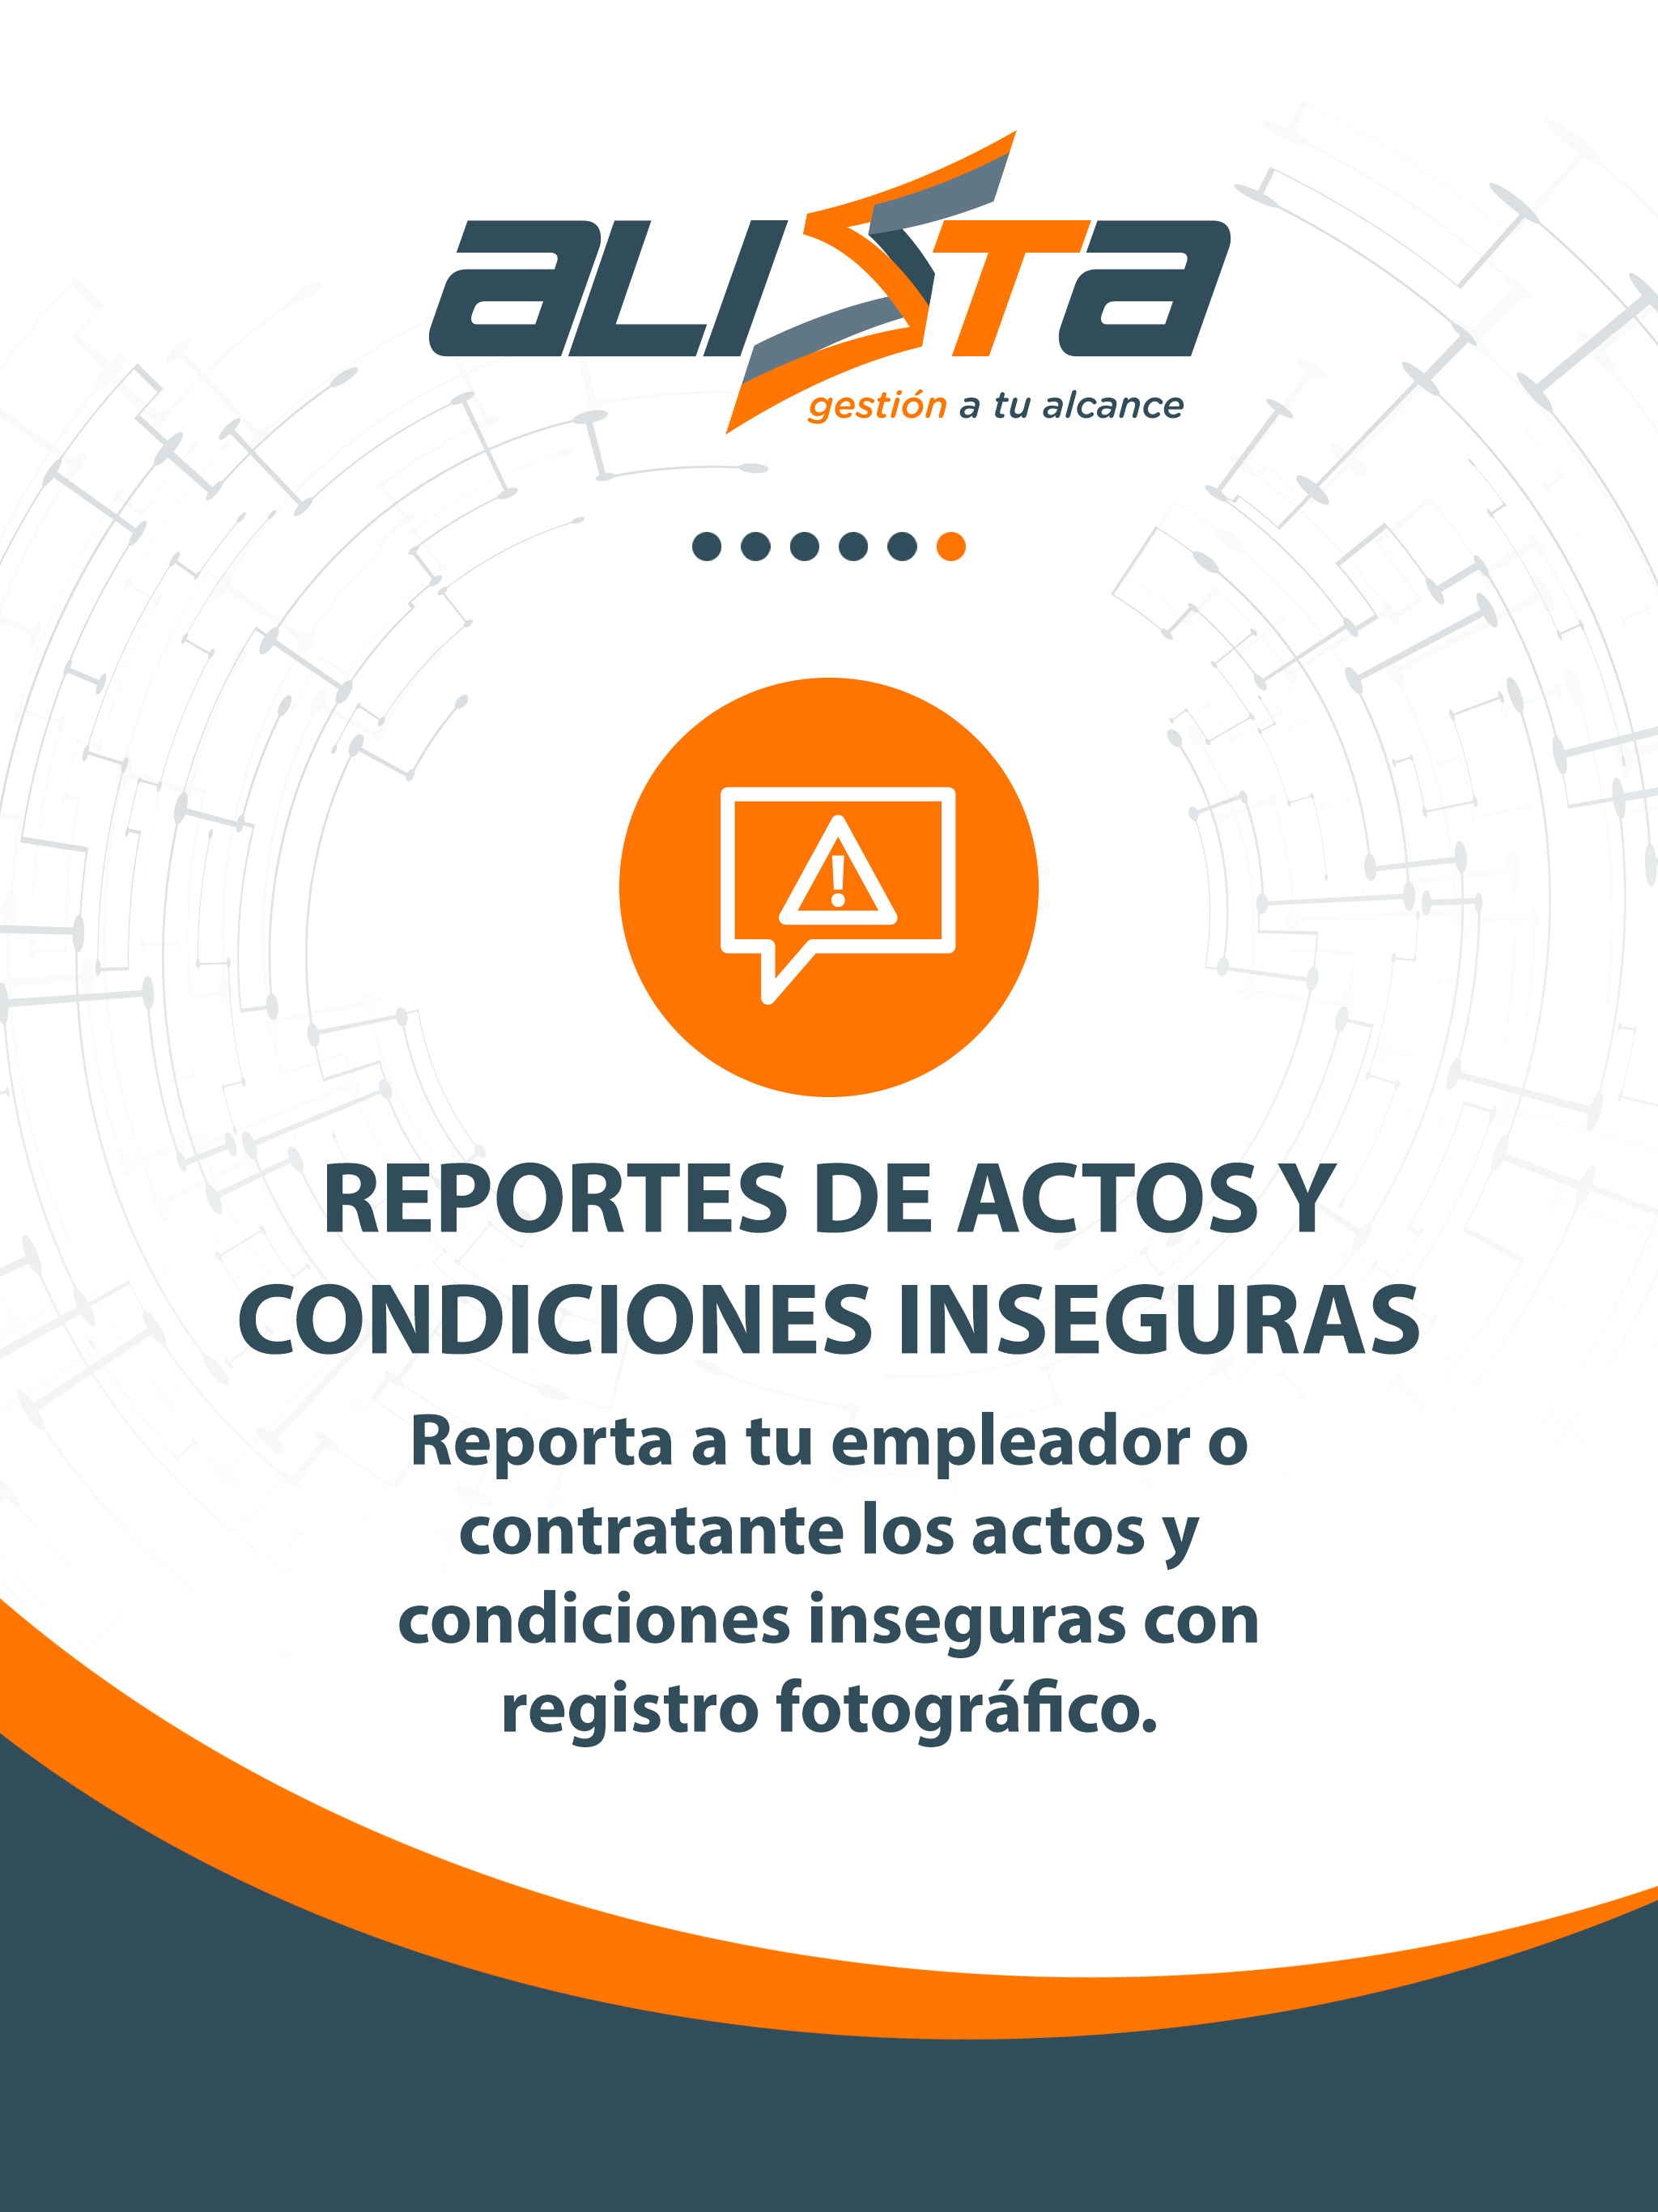 aLISTa
gestión a tu alcance
REPORTES DE ACTOS Y
CONDICIONES INSEGURAS
Reporta a tu empleador o
contratante los actos y
condiciones inseguras con
registro fotográfico.